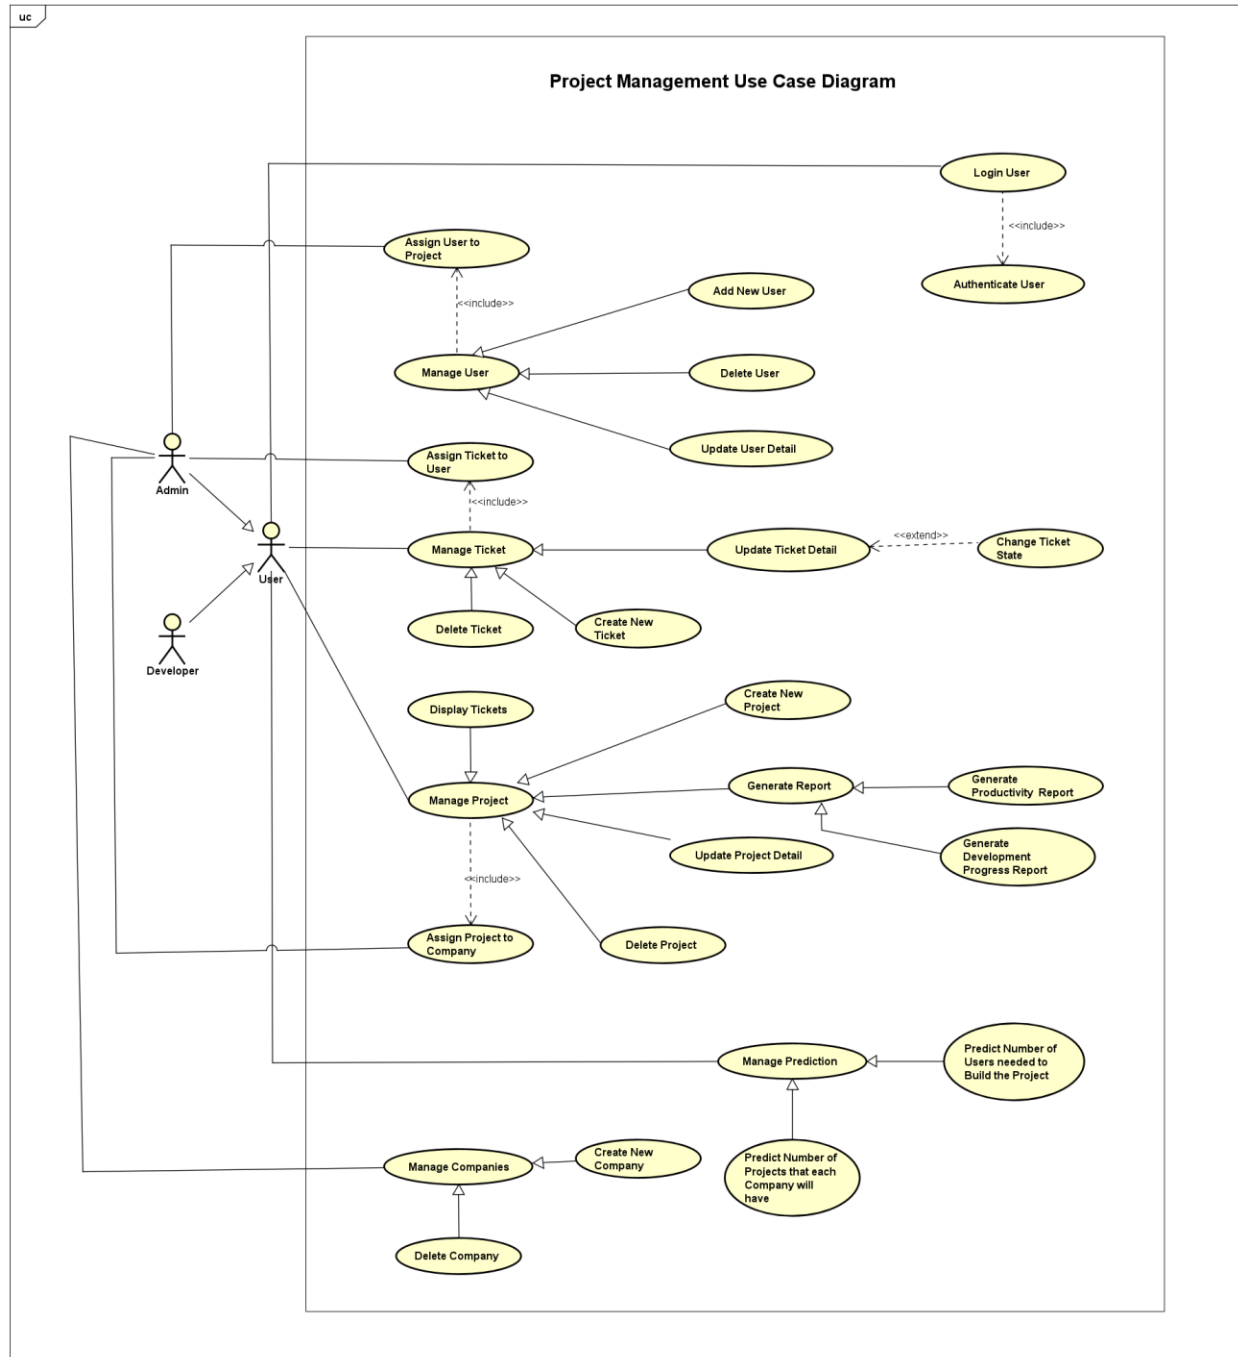 uc
Project Management Use Case Diagram
Login User
<<include>>
Authenticate User
Assign User to
Project
<<include>>
Add New User
Manage User
Delete User
Update User Detail
Admin
Assign Ticket to
User
<<include>>
User
Manage Ticket
Update Ticket Detail
<<extend>>
Change Ticket
State
Delete Ticket
Create New
Ticket
Developer
Display Tickets
Create New
Project
Manage Project
Generate Report
Generate
Productivity Report
Update Project Detail
Generate
Development
Progress Report
<<include>>
Assign Project to
Company
Delete Project
Manage Prediction
Predict Number of
Users needed to
Build the Project
Manage Companies
Create New
Company
Predict Number of
Projects that each
Company will
have
Delete Company